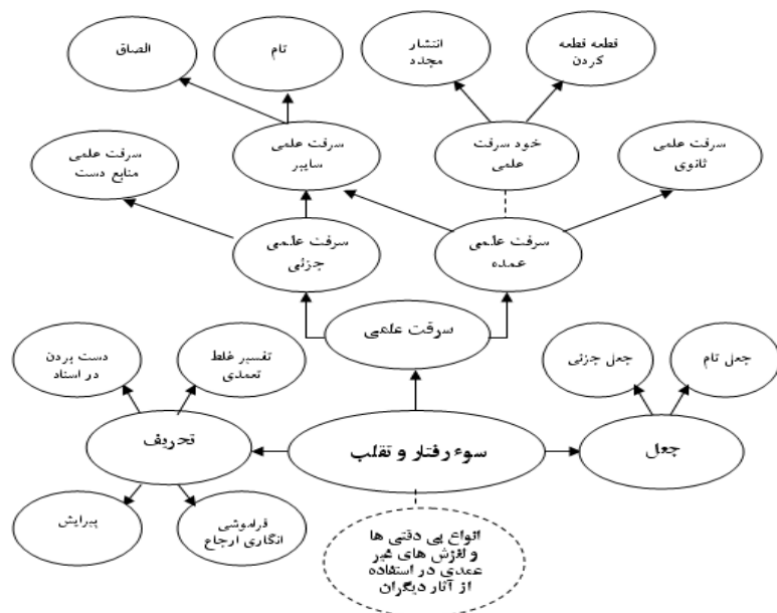 الصاق
تام
انتشار
مجدد
قطعه قطعه
کردن
سرقت علمی
منابع دست
سرقت علمی
سایبر
خود سرقت
علمی
سرقت علمی
ثانوی
سرقت علمی
جزئی
سرقت علمی
عمده
سرقت علمی
دست بردن
در اسناد
تفسیر غلط
تعمدی
جعل جزئی
جعل تام
تحریف
سوء رفتار و تقلب
جعل
پیرایش
فراموشی
انگاری ارجاع
انواع بی دقتی ها
و لغزش های غیر
عمدی در استفاده
از آثار دیگران